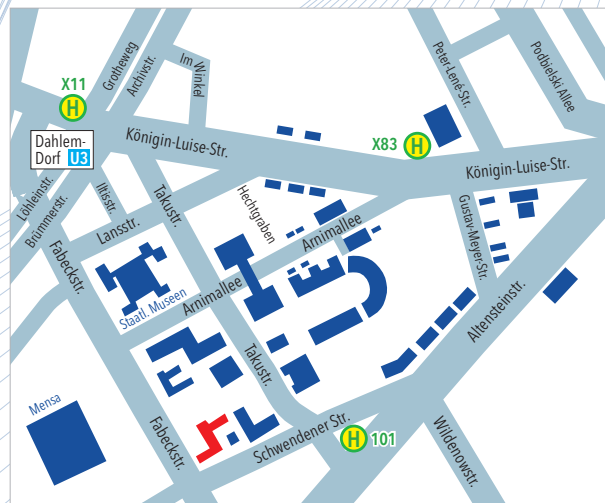 Grotheweg
Archivstr.
Im Winkel
Peter-Lené-Str.
Podbielski Allee
X11
H
Dahlem-
Dorf U3
Königin-Luise-Str.
X83
H
Königin-Luise-Str.
Löhleinstr.
Brümmerstr.
Iltisstr.
Takustr.
Hechtgraben
Gustav-Meyer-Str.
Lansstr.
Arnimallee
Fabeckstr.
Staatl. Museen
Arnimallee
Altensteinstr.
Takustr.
Mensa
Fabeckstr.
Schwendener Str.
H 101
Wildenowstr.